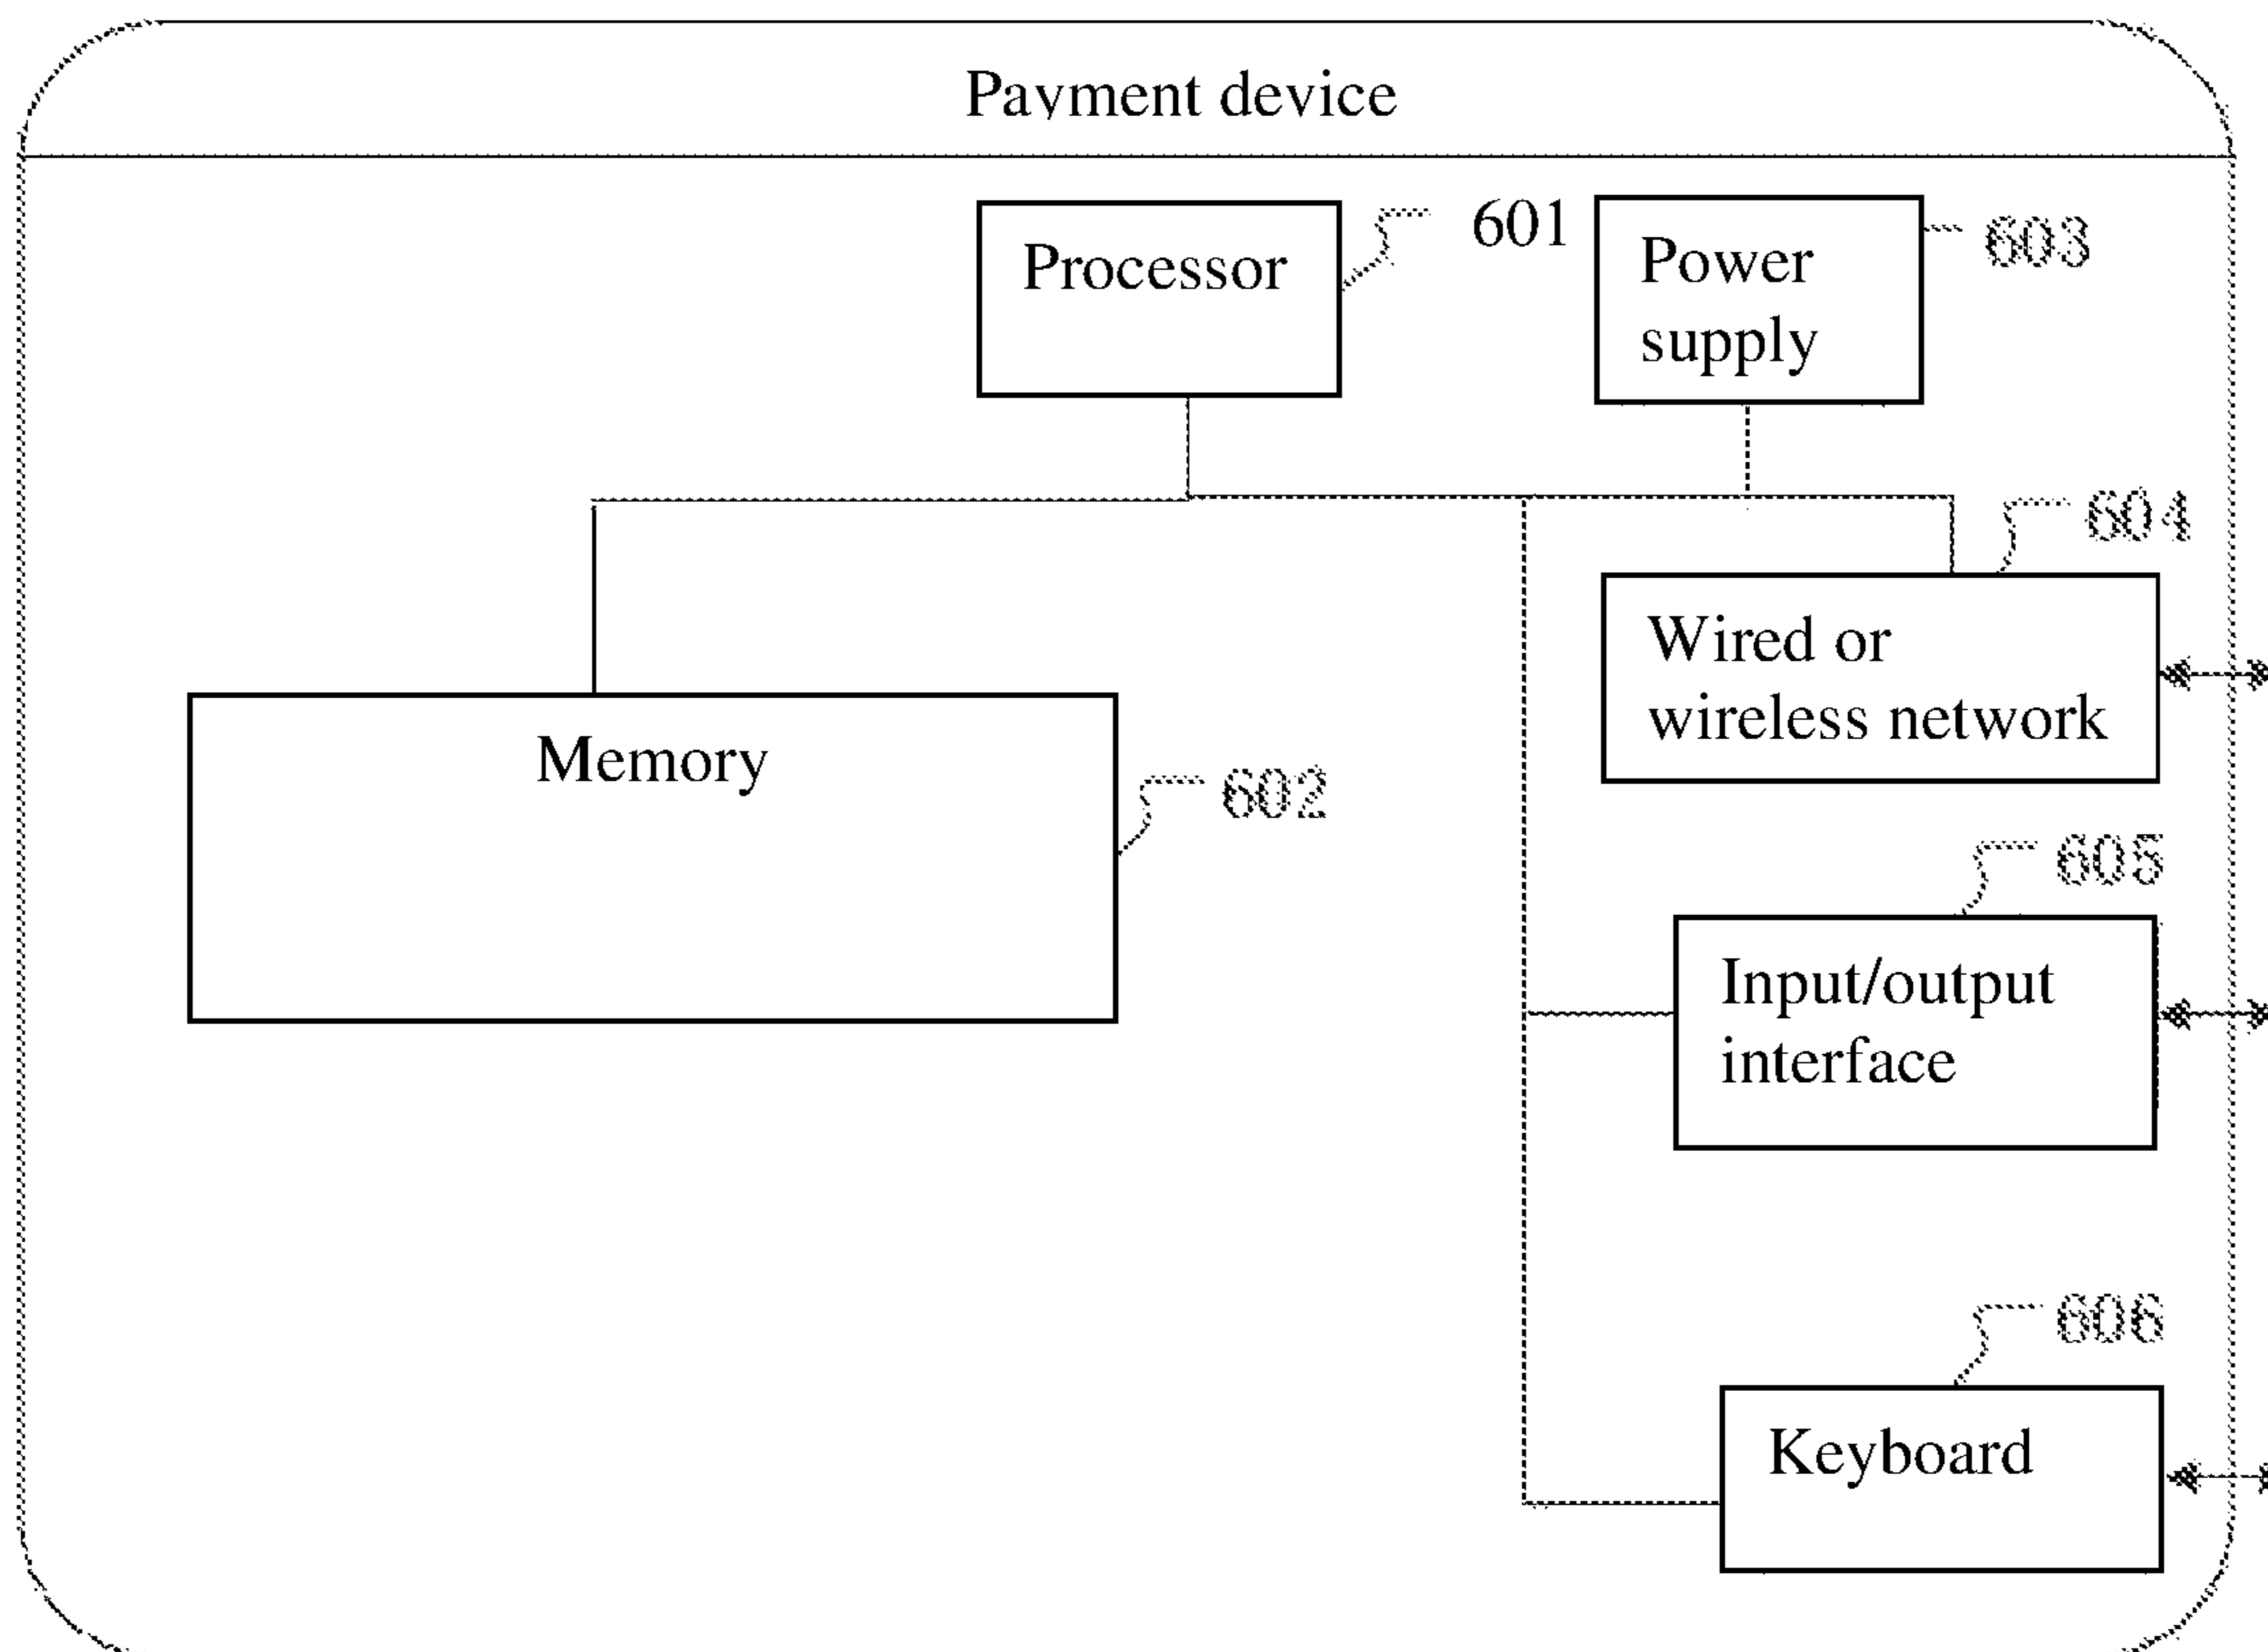 Payment device
Processor
601
Power
supply
603
604
Wired or
wireless network
Memory
602
605
Input/output
interface
606
Keyboard